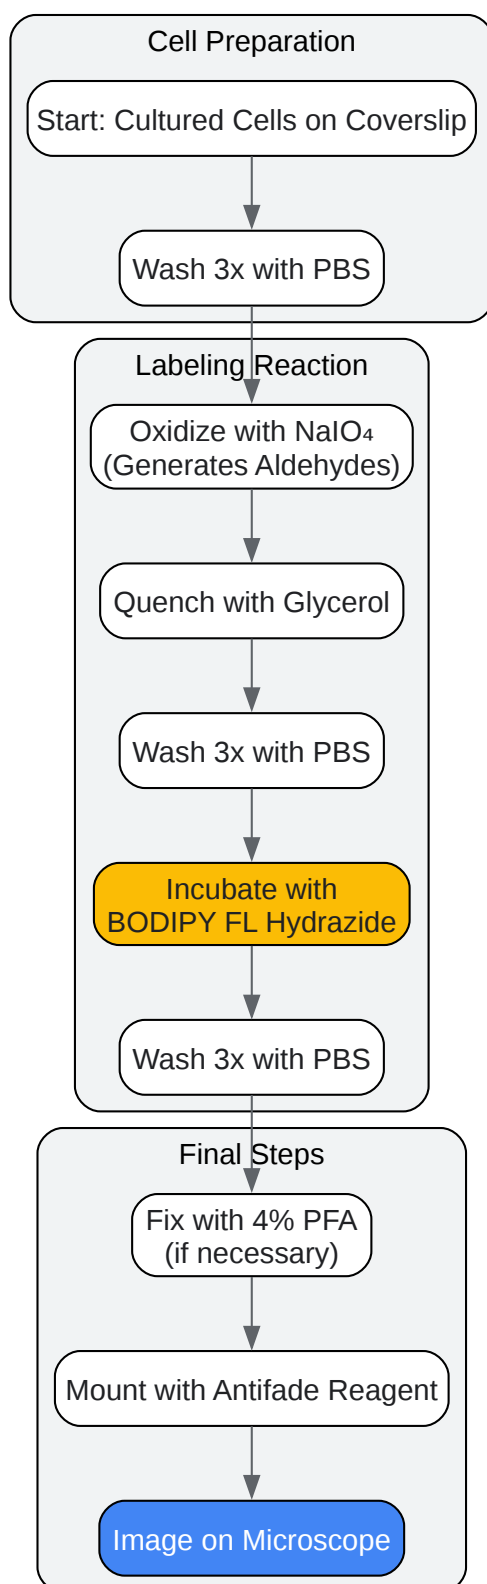 Cell Preparation
Start: Cultured Cells on Coverslip
Wash 3x with PBS
Labeling Reaction
Oxidize with NaIO₄
(Generates Aldehydes)
Quench with Glycerol
Wash 3x with PBS
Incubate with
BODIPY FL Hydrazide
Wash 3x with PBS
Final Steps
Fix with 4% PFA
(if necessary)
Mount with Antifade Reagent
Image on Microscope